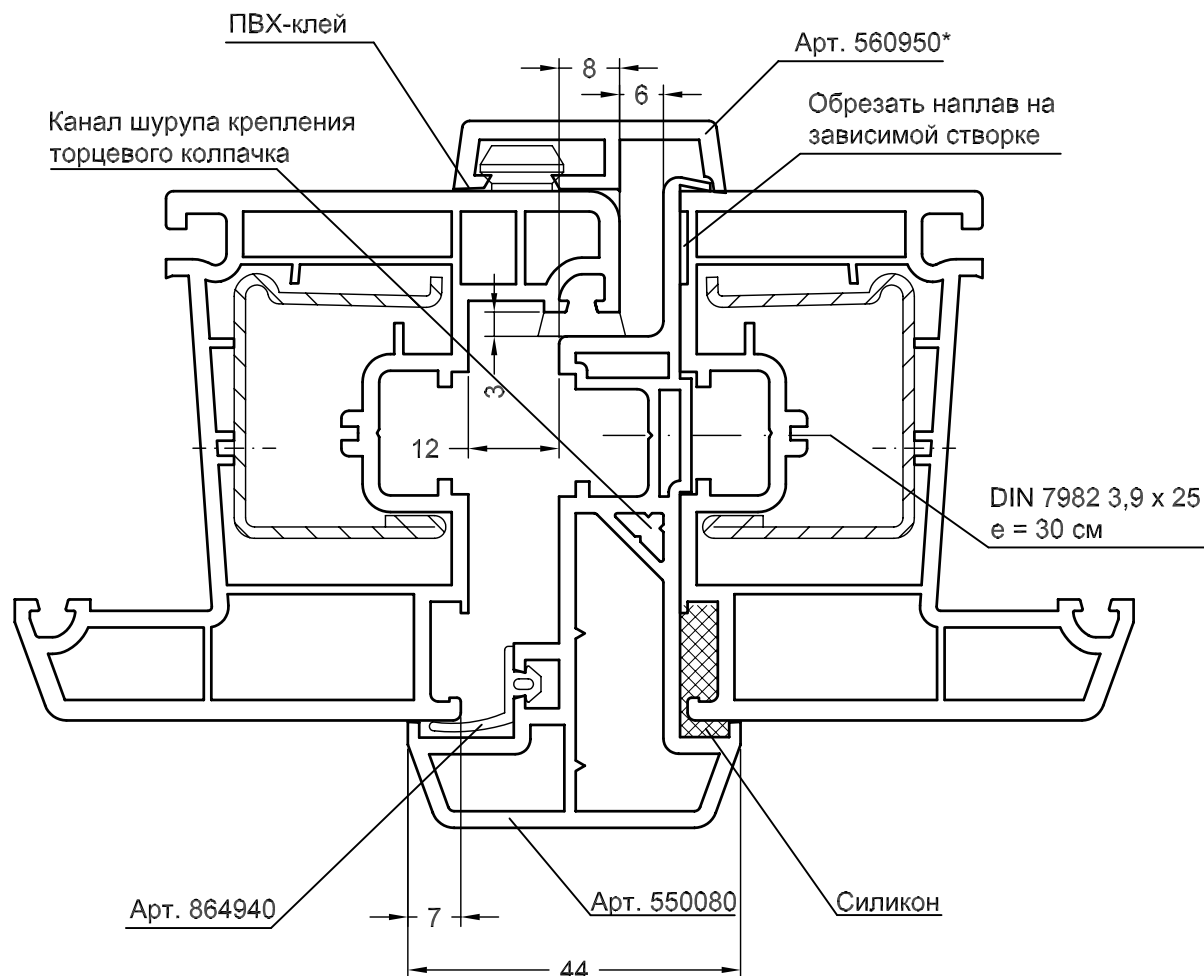 ПВХ-клей
Арт. 560950*
8
6
Канал шурупа крепления
торцевого колпачка
Обрезать наплав на
зависимой створке
3
12
DIN 7982 3,9 x 25
e = 30 см
Арт. 864940
7
Арт. 550080
Силикон
44